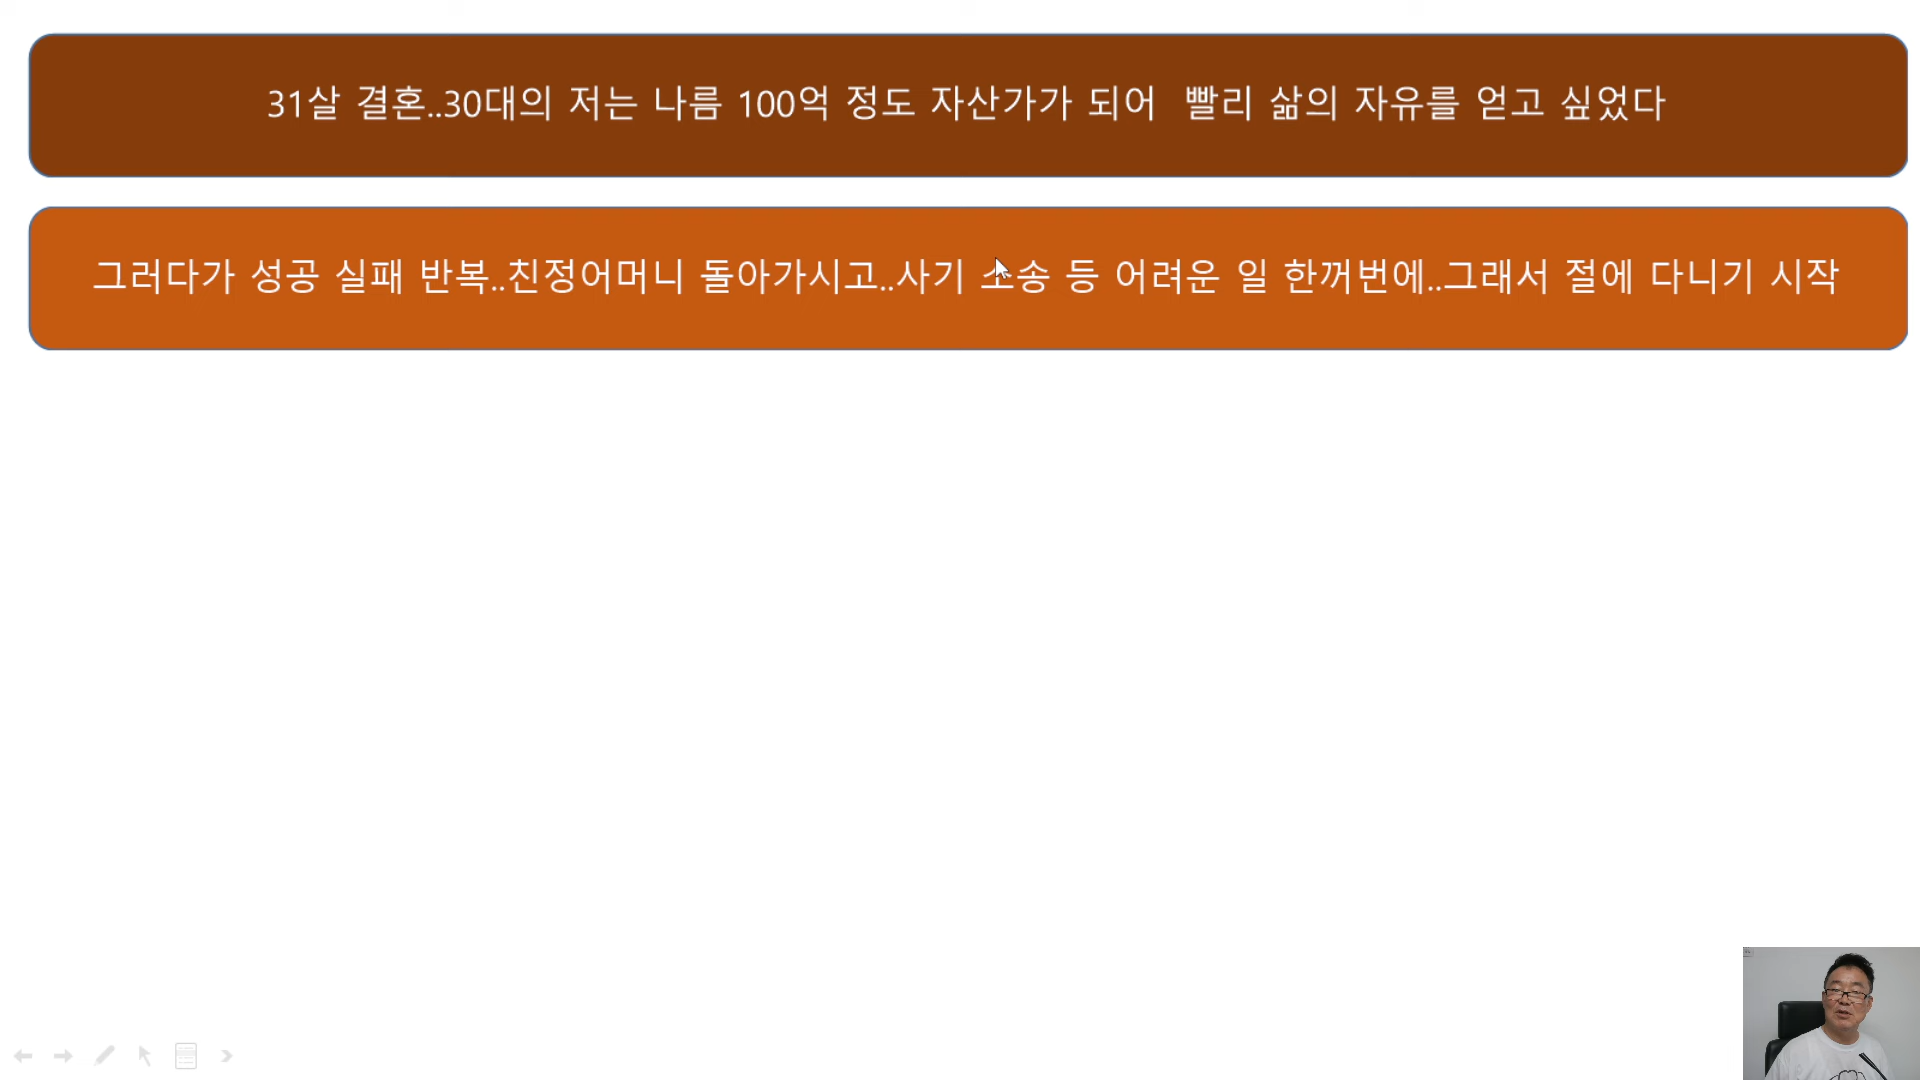 31살 결혼..30대의 저는 나름 100억 정도 자산가가 되어  빨리 삶의 자유를 얻고 싶었다
그러다가 성공 실패 반복..친정어머니 돌아가시고..사기 소송 등 어려운 일 한꺼번에..그래서 절에 다니기 시작